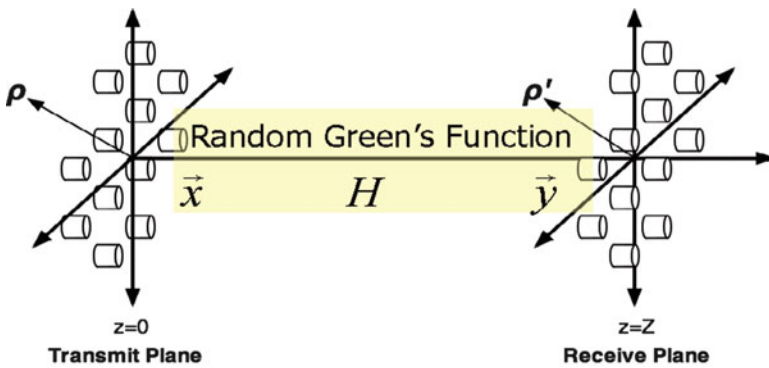 ρ ρ'
Random Green's Function
x⃗ H y⃗
z=0 z=Z
Transmit Plane Receive Plane